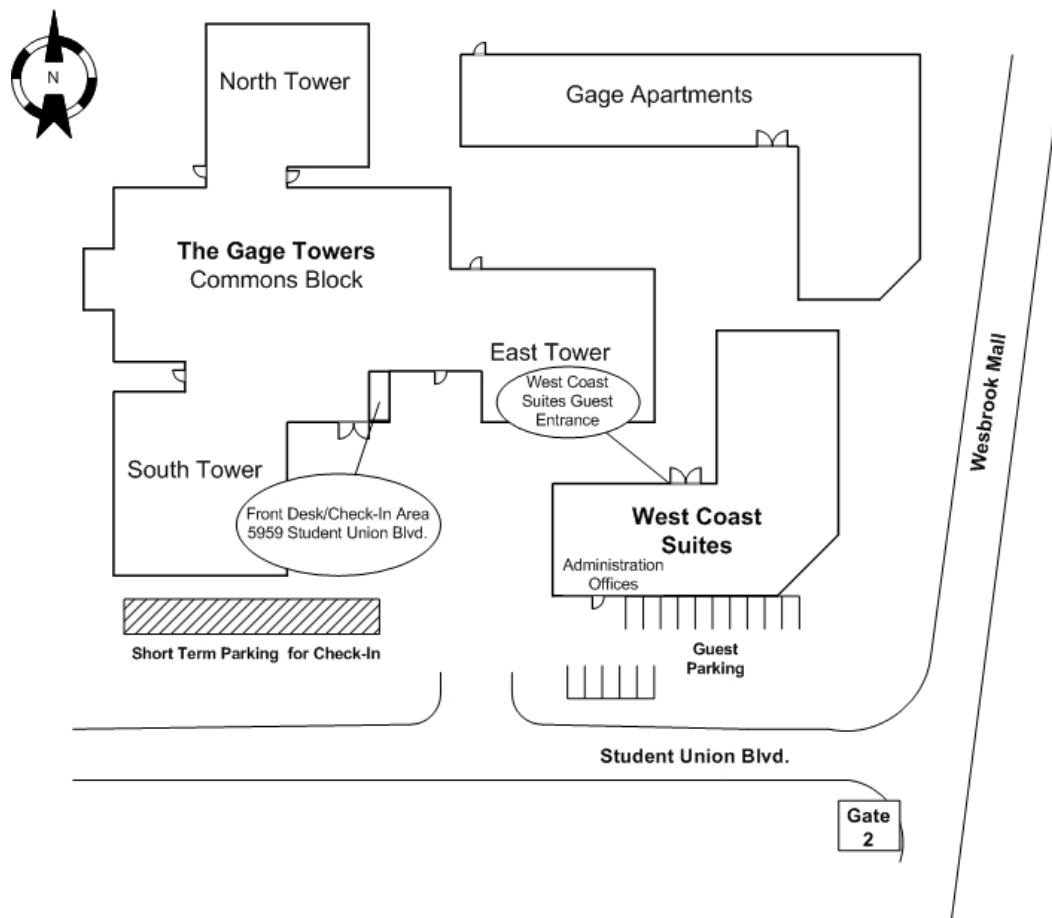 N
North Tower
Gage Apartments
The Gage Towers
Commons Block
East Tower
West Coast
Suites Guest
Entrance
Wesbrook Mall
South Tower
Front Desk/Check-In Area
5959 Student Union Blvd.
West Coast
Suites
Administration
Offices
Short Term Parking for Check-In
Guest
Parking
Student Union Blvd.
Gate
2